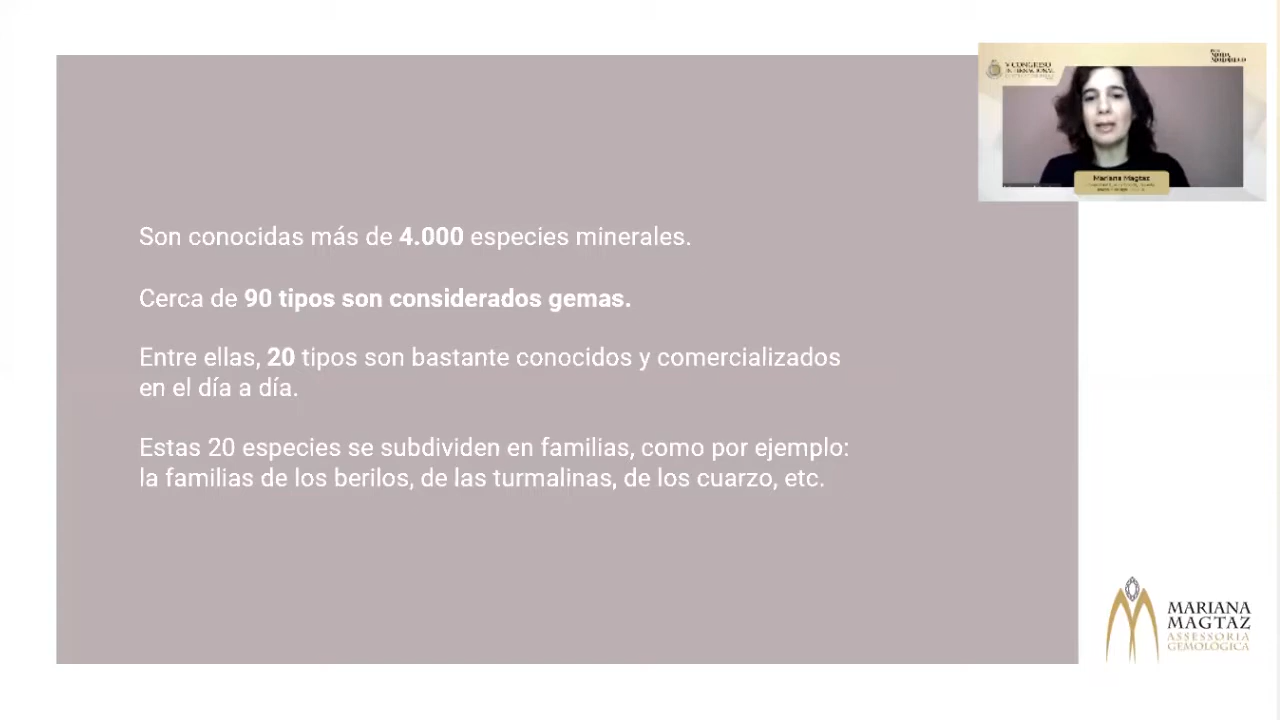 Son conocidas más de 4.000 especies minerales.
Cerca de 90 tipos son considerados gemas.
Entre ellas, 20 tipos son bastante conocidos y comercializados
en el día a día.
Estas 20 especies se subdividen en familias, como por ejemplo:
la familias de los berilos, de las turmalinas, de los cuarzo, etc.
V CONGRESO
INTERNACIONAL
Mariana Magtaz
MARIANA
MAGTAZ
ASSESSORIA
GEMOLÓGICA